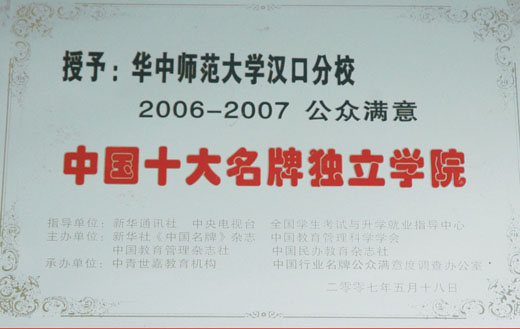 授予：华中师范大学汉口分校
2006-2007 公众满意
中国十大名牌独立学院
指导单位：新华通讯社 中央电视台 全国学生考试与升学就业指导中心
主办单位：新华社《中国名牌》杂志 中国教育管理科学学会
中国教育管理杂志社 中国民办教育杂志社
承办单位：中青世嘉教育机构 中国行业名牌公众满意度调查办公室
二〇〇七年五月十八日